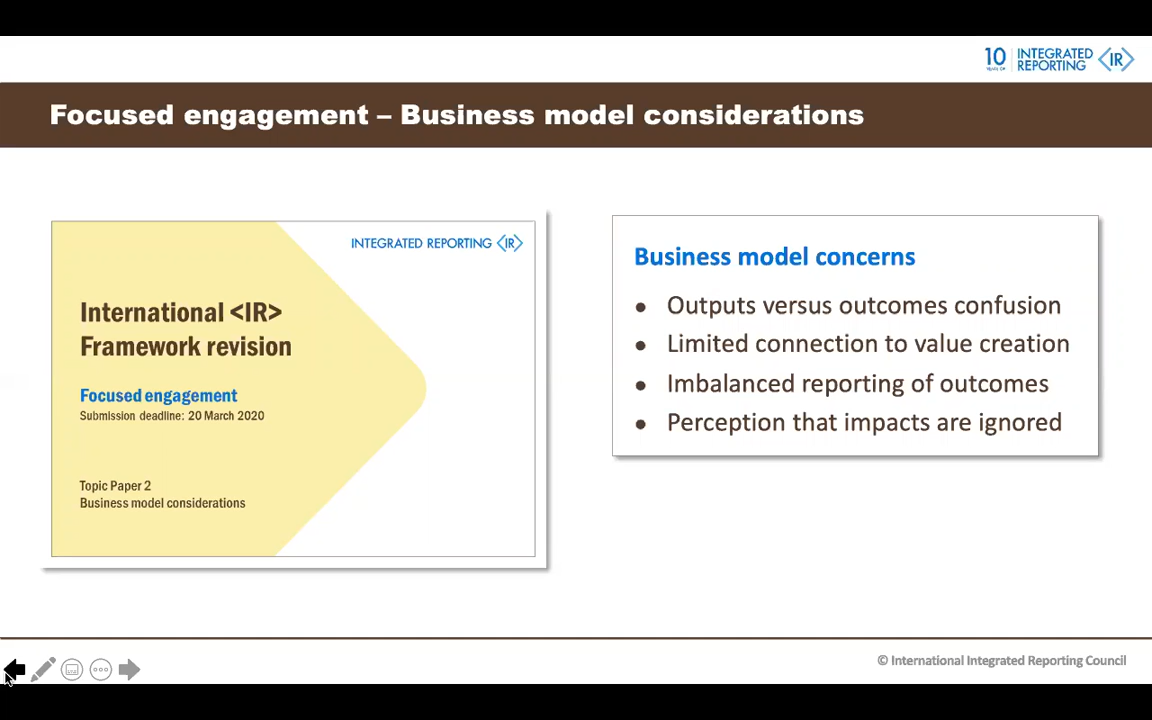 10 YEARS OF INTEGRATED REPORTING <IR>
Focused engagement – Business model considerations
INTEGRATED REPORTING <IR>
International <IR>
Framework revision
Focused engagement
Submission deadline: 20 March 2020
Topic Paper 2
Business model considerations
Business model concerns
● Outputs versus outcomes confusion
● Limited connection to value creation
● Imbalanced reporting of outcomes
● Perception that impacts are ignored
© International Integrated Reporting Council